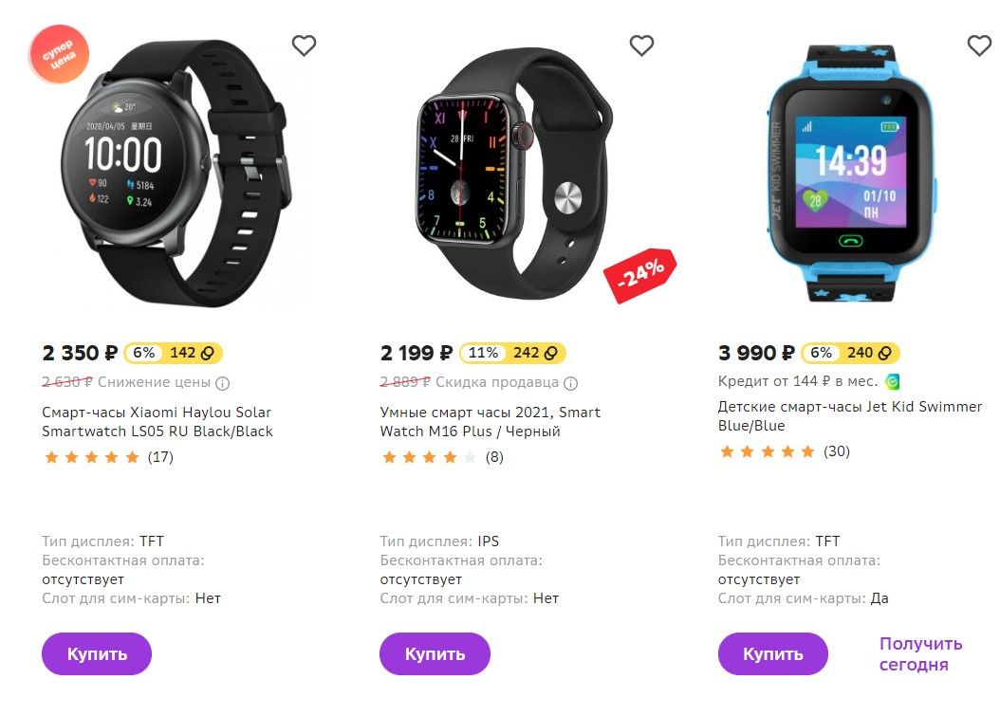 супер
цена
20°
2020/04/05 星期日
10:00
90 5184
122 3.24
2 350 ₽ 6% 142
2 630 ₽ Снижение цены
Смарт-часы Xiaomi Haylou Solar
Smartwatch LS05 RU Black/Black
(17)
Тип дисплея: TFT
Бесконтактная оплата:
отсутствует
Слот для сим-карты: Нет
Купить
XI I
28 FRI
X II
8 4
7 5
-24%
2 199 ₽ 11% 242
2 889 ₽ Скидка продавца
Умные смарт часы 2021, Smart
Watch M16 Plus / Черный
(8)
Тип дисплея: IPS
Бесконтактная оплата:
отсутствует
Слот для сим-карты: Нет
Купить
JET KID SWIMMER
14:39
28
01/10
ПН
3 990 ₽ 6% 240
Кредит от 144 ₽ в мес.
Детские смарт-часы Jet Kid Swimmer
Blue/Blue
(30)
Тип дисплея: TFT
Бесконтактная оплата:
отсутствует
Слот для сим-карты: Да
Купить
Получить
сегодня